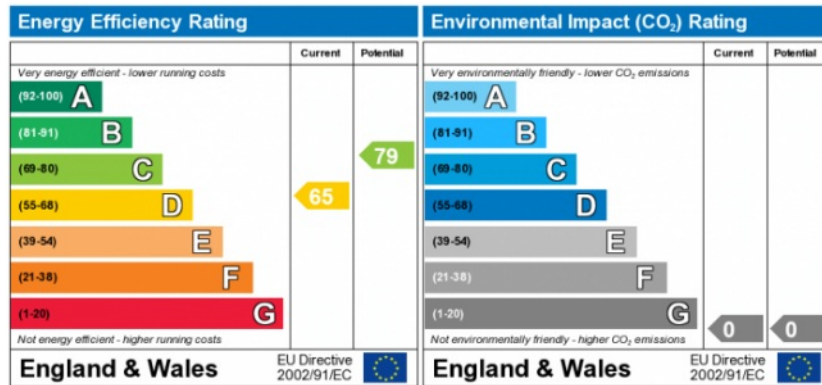 Energy Efficiency Rating
Current Potential
Very energy efficient - lower running costs
(92-100) A
(81-91) B
(69-80) C
79
(55-68) D
65
(39-54) E
(21-38) F
(1-20) G
Not energy efficient - higher running costs
England & Wales
EU Directive
2002/91/EC
Environmental Impact (CO₂) Rating
Current Potential
Very environmentally friendly - lower CO₂ emissions
(92-100) A
(81-91) B
(69-80) C
(55-68) D
(39-54) E
(21-38) F
(1-20) G
0 0
Not environmentally friendly - higher CO₂ emissions
England & Wales
EU Directive
2002/91/EC